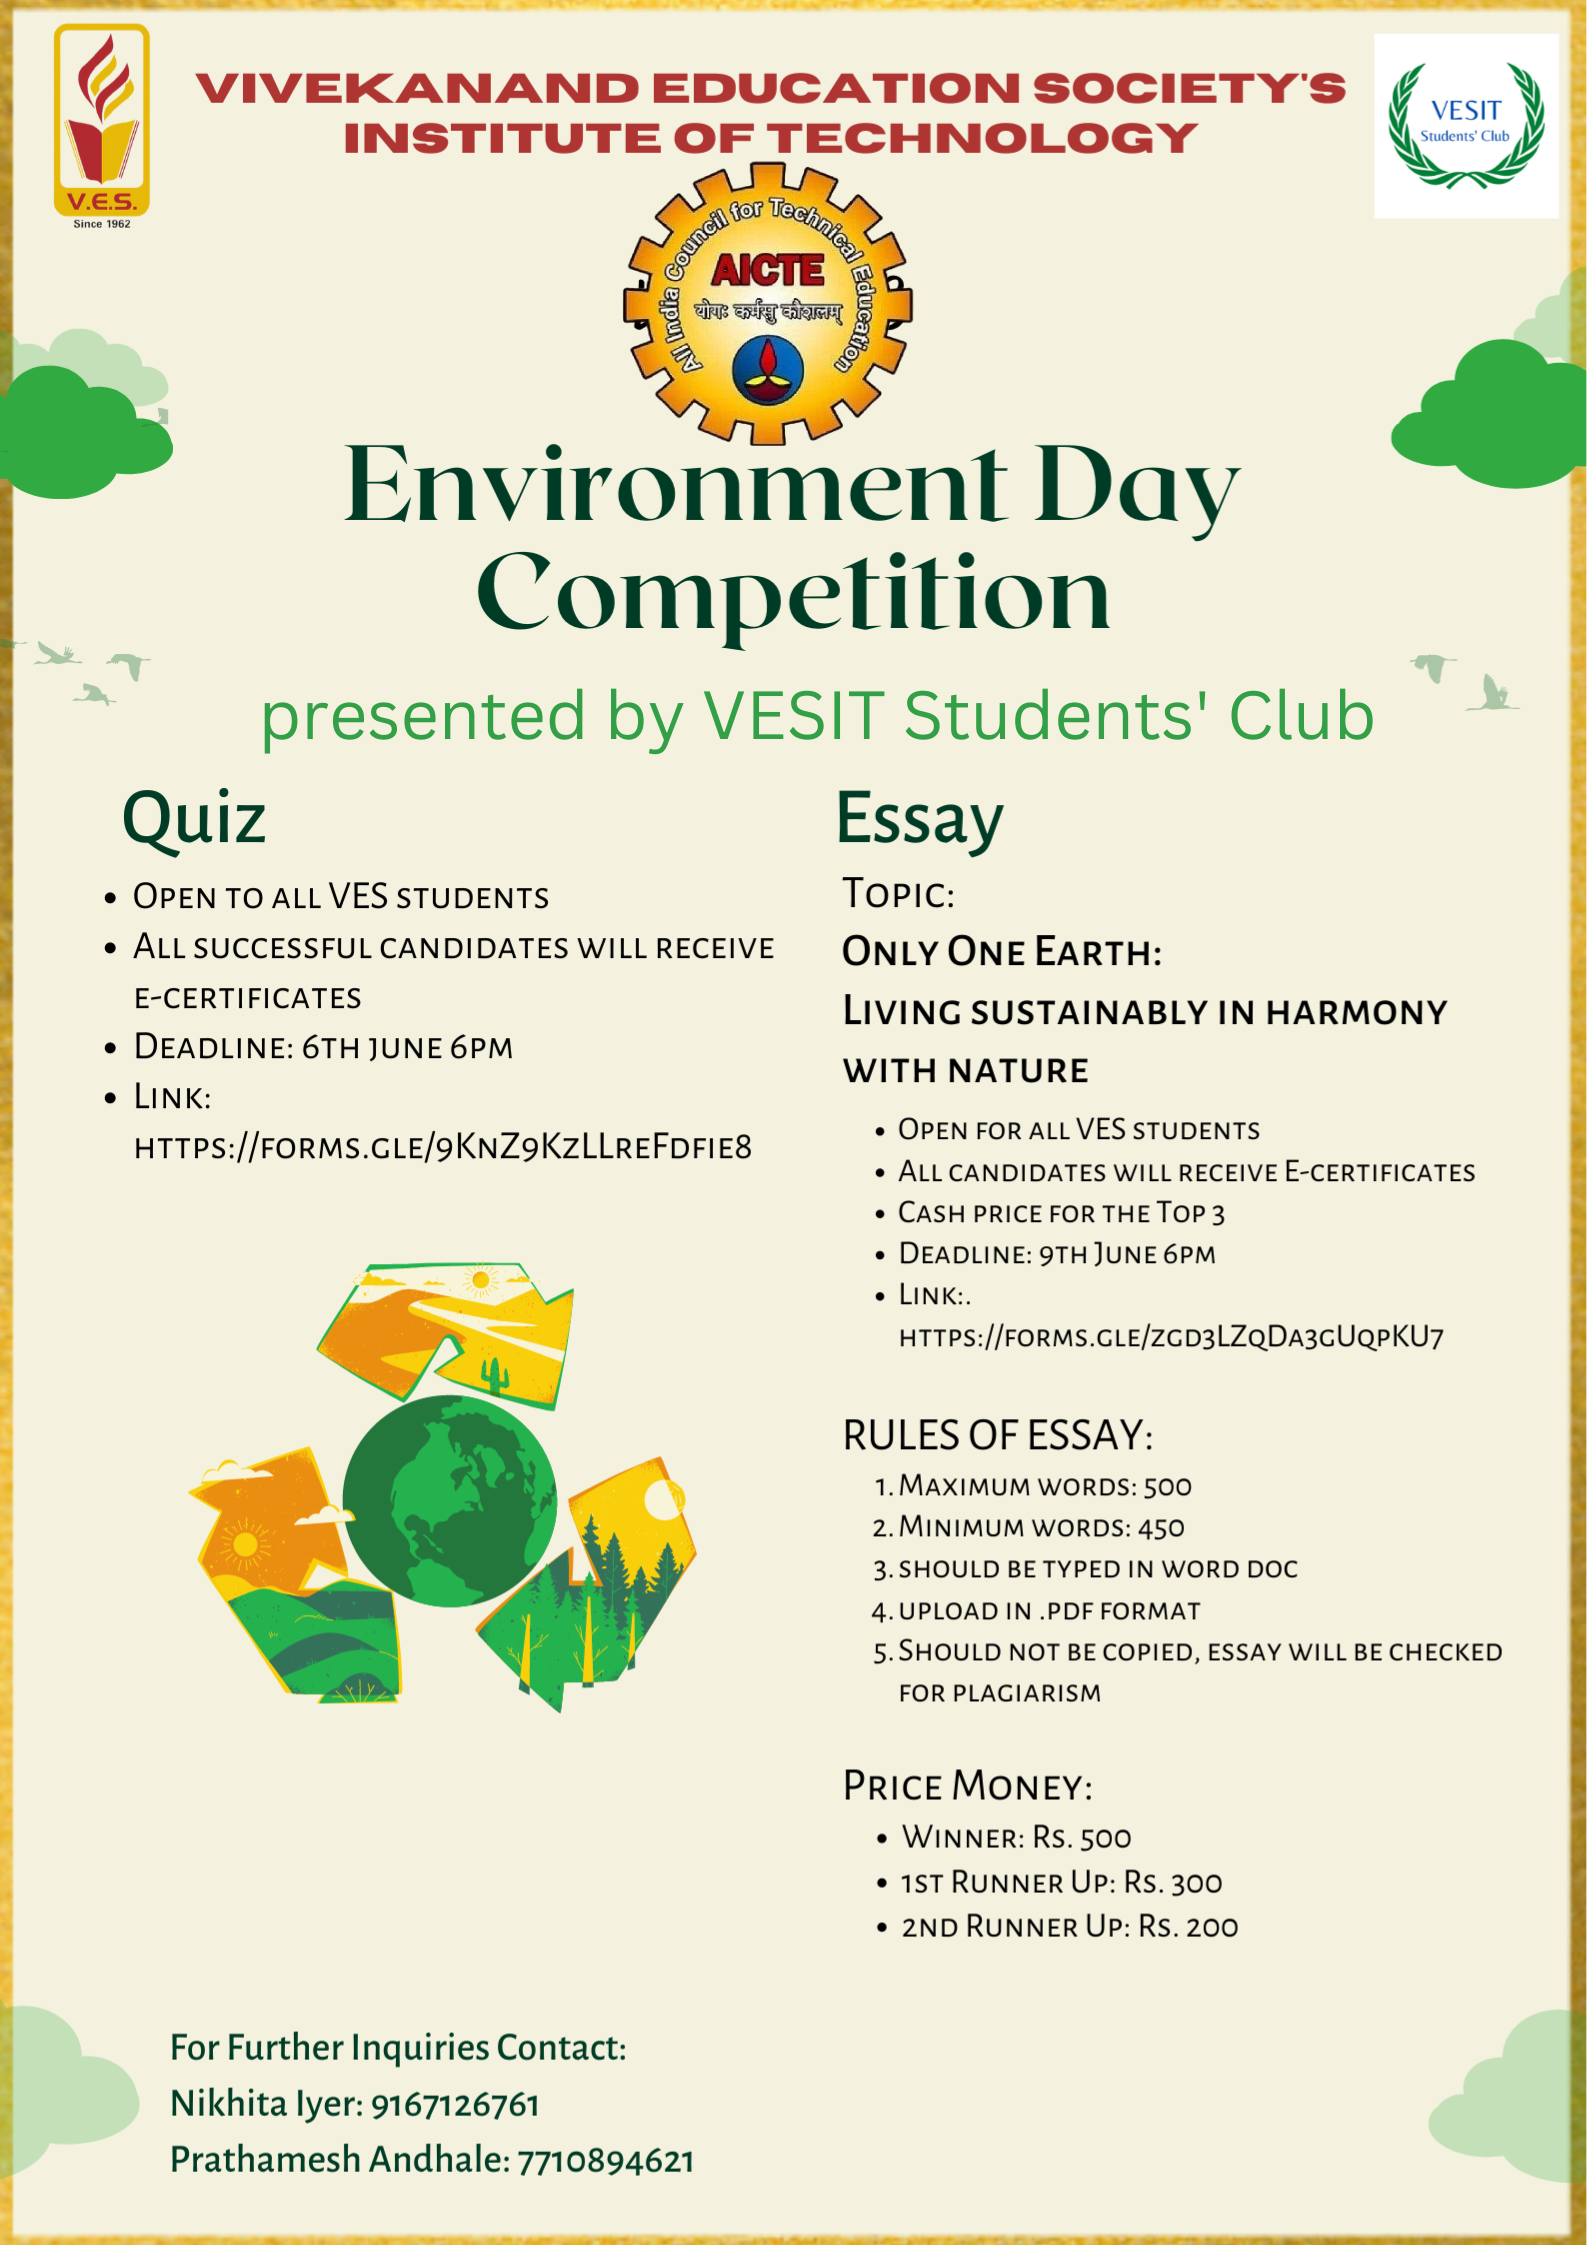 V.E.S.
Since 1962
VIVEKANAND EDUCATION SOCIETY'S
INSTITUTE OF TECHNOLOGY
VESIT
Students' Club
All India Council for Technical Education
AICTE
योगः कर्मसु कौशलम्
Environment Day
Competition
presented by VESIT Students' Club
Quiz
Open to all VES students
All successful candidates will receive
e-certificates
Deadline: 6th june 6pm
Link:
https://forms.gle/9KnZ9KzLLreFdfie8
Essay
Topic:
Only One Earth:
Living sustainably in harmony
with nature
Open for all VES students
All candidates will receive E-certificates
Cash price for the Top 3
Deadline: 9th June 6pm
Link:.
https://forms.gle/zgd3LZqDa3gUqpKU7
RULES OF ESSAY:
1. Maximum words: 500
2. Minimum words: 450
3. should be typed in word doc
4. upload in .pdf format
5. Should not be copied, essay will be checked
for plagiarism
Price Money:
Winner: Rs. 500
1st Runner Up: Rs. 300
2nd Runner Up: Rs. 200
For Further Inquiries Contact:
Nikhita Iyer: 9167126761
Prathamesh Andhale: 7710894621